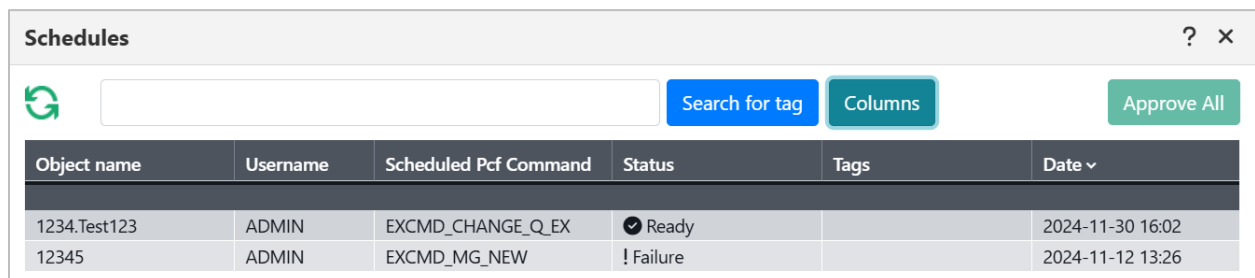 Schedules ? ×
Search for tag Columns Approve All
Object name Username Scheduled Pcf Command Status Tags Date
1234.Test123 ADMIN EXCMD_CHANGE_Q_EX Ready 2024-11-30 16:02
12345 ADMIN EXCMD_MG_NEW ! Failure 2024-11-12 13:26